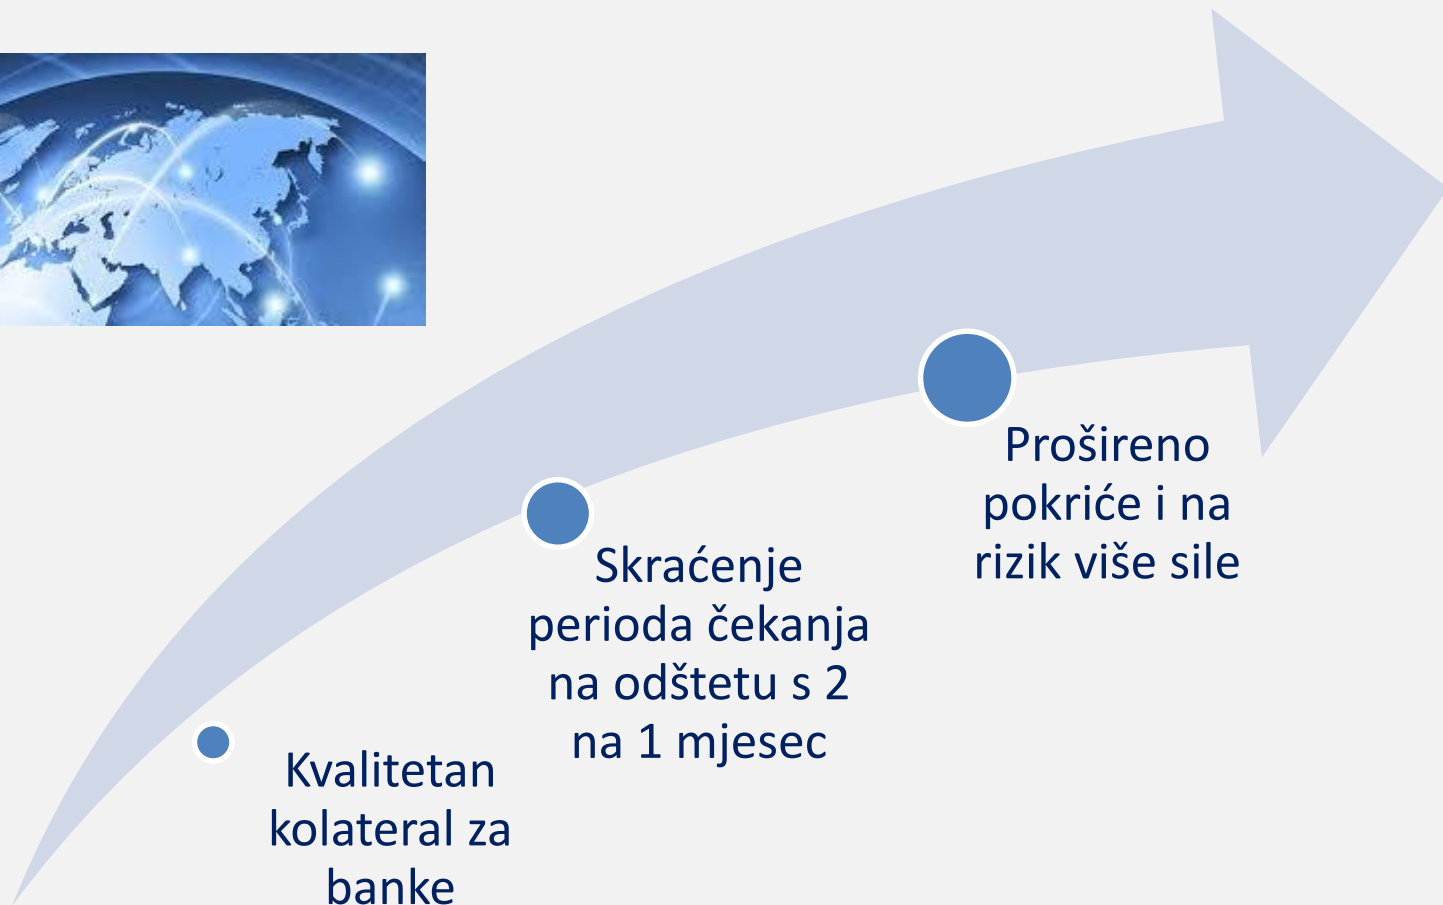 Kvalitetan
kolateral za
banke
Skraćenje
perioda čekanja
na odštetu s 2
na 1 mjesec
Prošireno
pokriće i na
rizik više sile